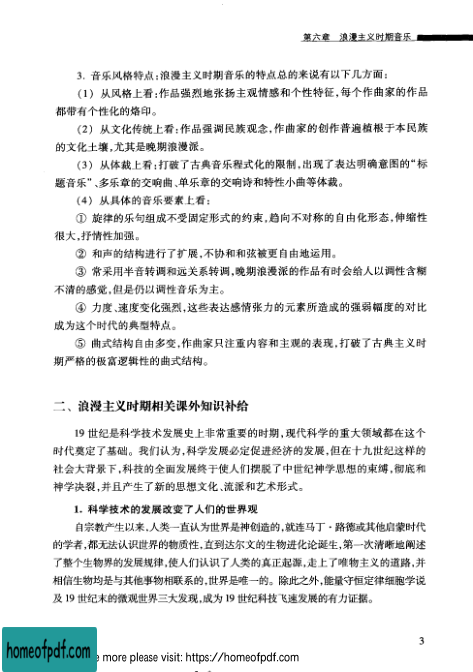 第六章 浪漫主义时期音乐
3. 音乐风格特点:浪漫主义时期音乐的特点总的来说有以下几方面:
(1) 从风格上看:作品强烈地张扬主观情感和个性特征,每个作曲家的作品
都带有个性化的烙印。
(2) 从文化传统上看:作品强调民族观念,作曲家的创作普遍植根于本民族
的文化土壤,尤其是晚期浪漫派。
(3) 从体裁上看:打破了古典音乐程式化的限制,出现了表达明确意图的“标
题音乐”、多乐章的交响曲、单乐章的交响诗和特性小曲等体裁。
(4) 从具体的音乐要素上看:
① 旋律的乐句组成不受固定形式的约束,趋向不对称的自由化形态,伸缩性
很大,抒情性加强。
② 和声的结构进行了扩展,不协和和弦被更自由地运用。
③ 常采用半音转调和远关系转调,晚期浪漫派的作品有时会给人以调性含糊
不清的感觉,但是仍以调性音乐为主。
④ 力度、速度变化强烈,这些表达感情张力的元素所造成的强弱幅度的对比
成为这个时代的典型特点。
⑤ 曲式结构自由多变,作曲家只注重内容和主观的表现,打破了古典主义时
期严格的极富逻辑性的曲式结构。
二、浪漫主义时期相关课外知识补给
19 世纪是科学技术发展史上非常重要的时期,现代科学的重大领域都在这个
时代奠定了基础。我们认为,科学发展必定促进经济的发展,但在十九世纪这样的
社会大背景下,科技的全面发展终于使人们摆脱了中世纪神学思想的束缚,彻底和
神学决裂,并且产生了新的思想文化、流派和艺术形式。
1. 科学技术的发展改变了人们的世界观
自宗教产生以来,人类一直认为世界是神创造的,就连马丁·路德或其他启蒙时代
的学者,都无法认识世界的物质性,直到达尔文的生物进化论诞生,第一次清晰地阐述
了整个生物界的发展规律,使人们认识了人类的真正起源,走上了唯物主义的道路,并
相信生物均是与其他事物相联系的,世界是唯一的。除此之外,能量守恒定律细胞学说
及 19 世纪末的微观世界三大发现,成为 19 世纪科技飞速发展的有力证据。
3
homeofpdf.com
e more please visit: https://homeofpdf.com